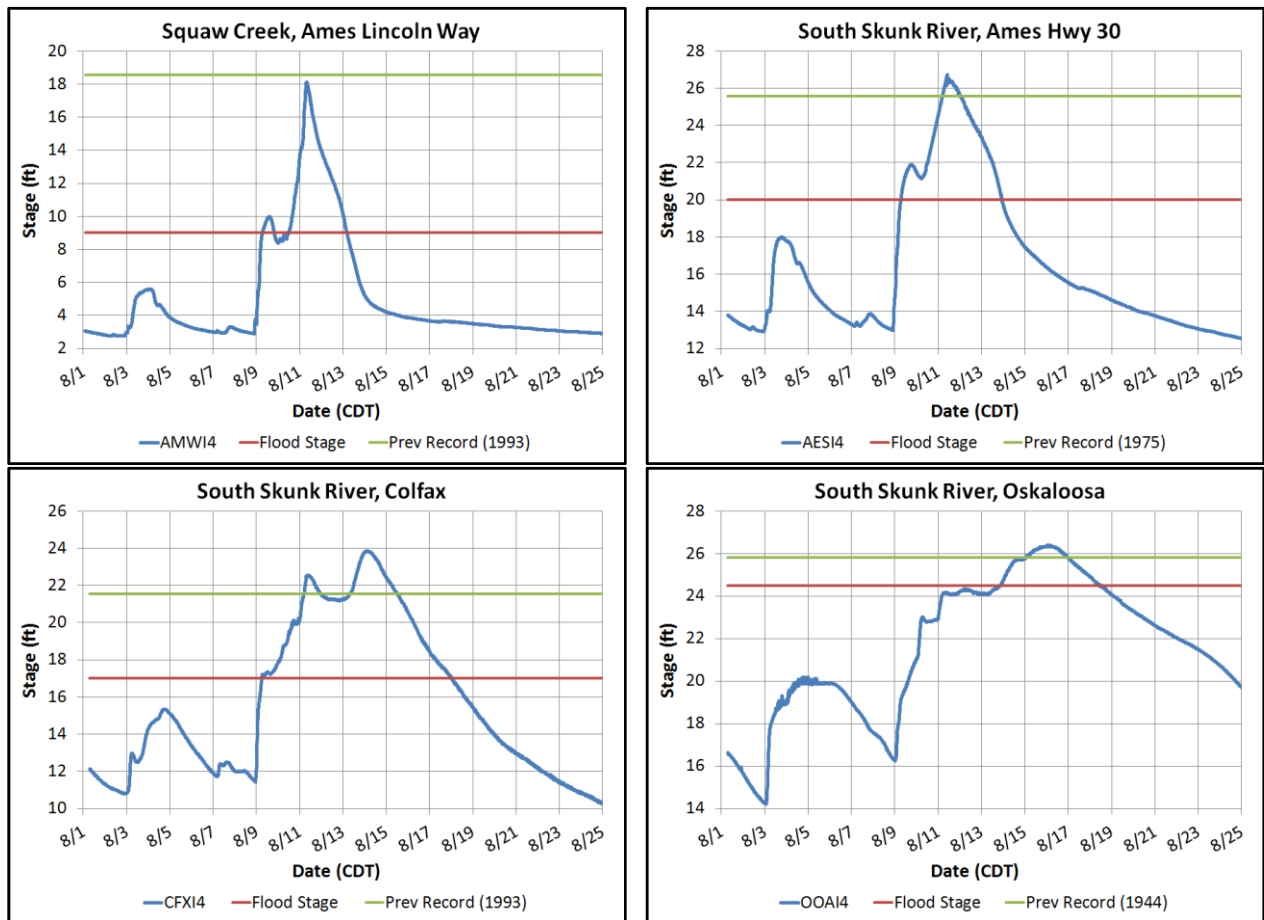 Squaw Creek, Ames Lincoln Way
Stage (ft)
20
18
16
14
12
10
8
6
4
2
8/1 8/3 8/5 8/7 8/9 8/11 8/13 8/15 8/17 8/19 8/21 8/23 8/25
Date (CDT)
AMWI4 Flood Stage Prev Record (1993)
South Skunk River, Ames Hwy 30
Stage (ft)
28
26
24
22
20
18
16
14
12
8/1 8/3 8/5 8/7 8/9 8/11 8/13 8/15 8/17 8/19 8/21 8/23 8/25
Date (CDT)
AESI4 Flood Stage Prev Record (1975)
South Skunk River, Colfax
Stage (ft)
26
24
22
20
18
16
14
12
10
8/1 8/3 8/5 8/7 8/9 8/11 8/13 8/15 8/17 8/19 8/21 8/23 8/25
Date (CDT)
CFXI4 Flood Stage Prev Record (1993)
South Skunk River, Oskaloosa
Stage (ft)
28
26
24
22
20
18
16
14
8/1 8/3 8/5 8/7 8/9 8/11 8/13 8/15 8/17 8/19 8/21 8/23 8/25
Date (CDT)
OOAI4 Flood Stage Prev Record (1944)